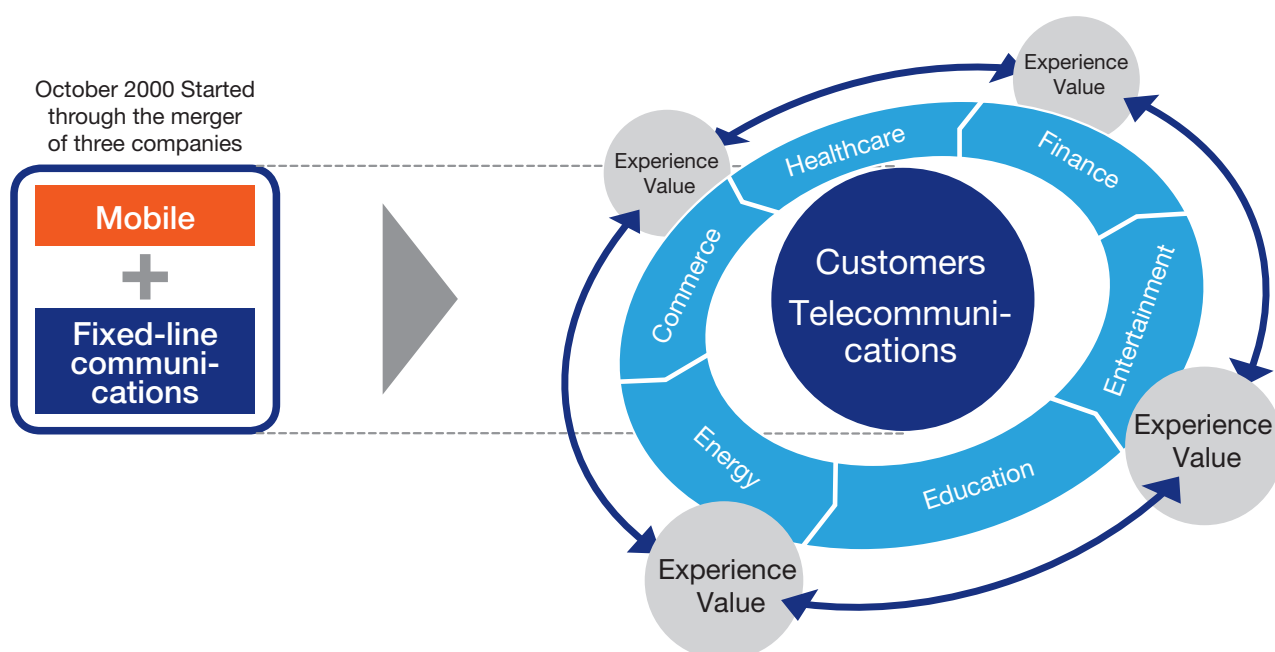 October 2000 Started
through the merger
of three companies
Mobile
+
Fixed-line
communi-
cations
Experience
Value
Experience
Value
Healthcare
Finance
Commerce
Entertainment
Customers
Telecommuni-
cations
Energy
Education
Experience
Value
Experience
Value